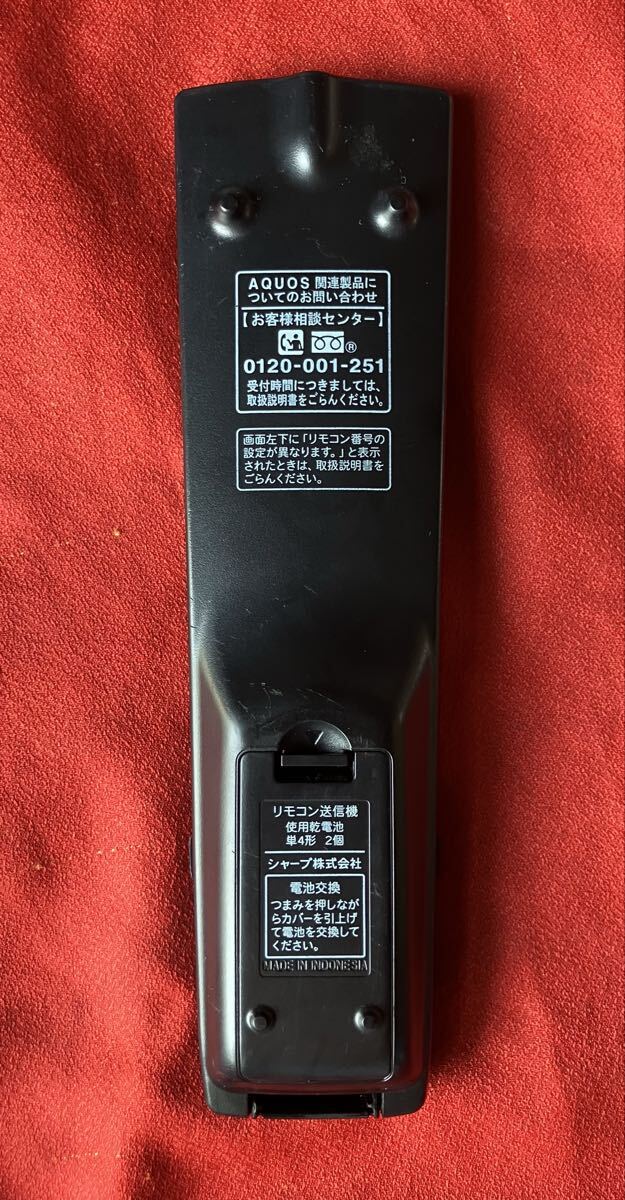 AQUOS 関連製品に
ついてのお問い合わせ
【お客様相談センター】
®
0120-001-251
受付時間につきましては、
取扱説明書をごらんください。
画面左下に「リモコン番号の
設定が異なります。」と表示
されたときは、取扱説明書を
ごらんください。
リモコン送信機
使用乾電池
単4形 2個
シャープ株式会社
電池交換
つまみを押しなが
らカバーを引上げ
て電池を交換して
ください。
MADE IN INDONESIA